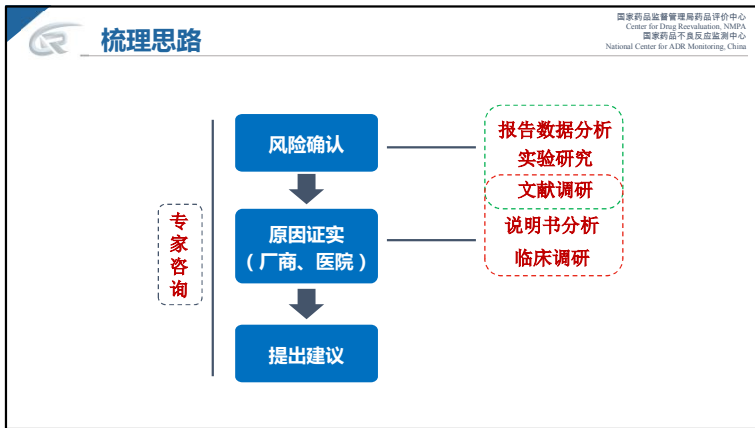 国家药品监督管理局药品评价中心
Center for Drug Reevaluation, NMPA
国家药品不良反应监测中心
National Center for ADR Monitoring, China
CR
梳理思路
专家咨询
风险确认
原因证实
（厂商、医院）
提出建议
报告数据分析
实验研究
文献调研
说明书分析
临床调研